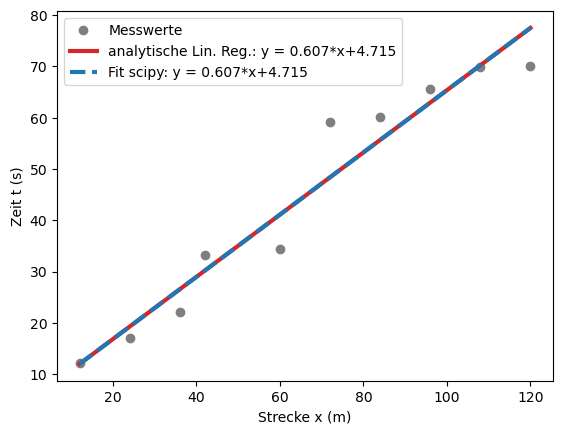 80
70
60
50
40
30
20
10
Zeit t (s)
Messwerte
analytische Lin. Reg.: y = 0.607*x+4.715
Fit scipy: y = 0.607*x+4.715
20 40 60 80 100 120
Strecke x (m)